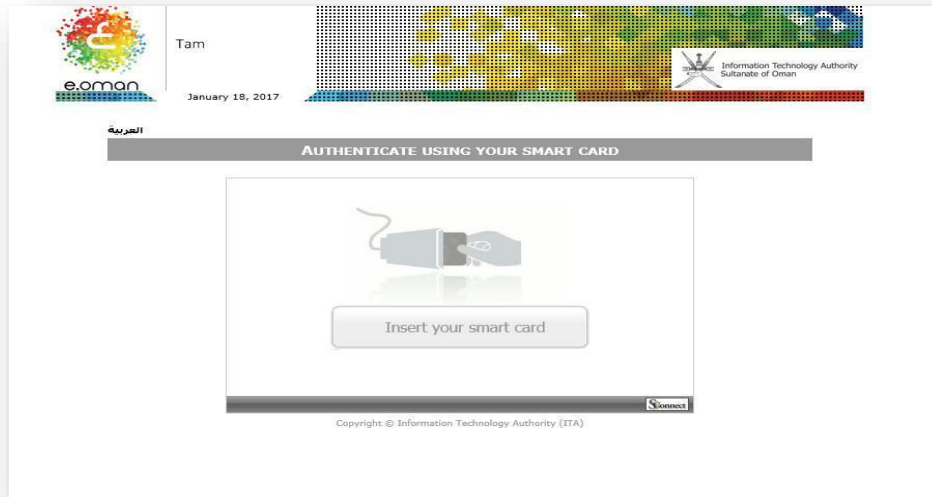 e.oman
Tam
January 18, 2017
Information Technology Authority
Sultanate of Oman
العربية
AUTHENTICATE USING YOUR SMART CARD
Insert your smart card
SConnect
Copyright © Information Technology Authority (ITA)